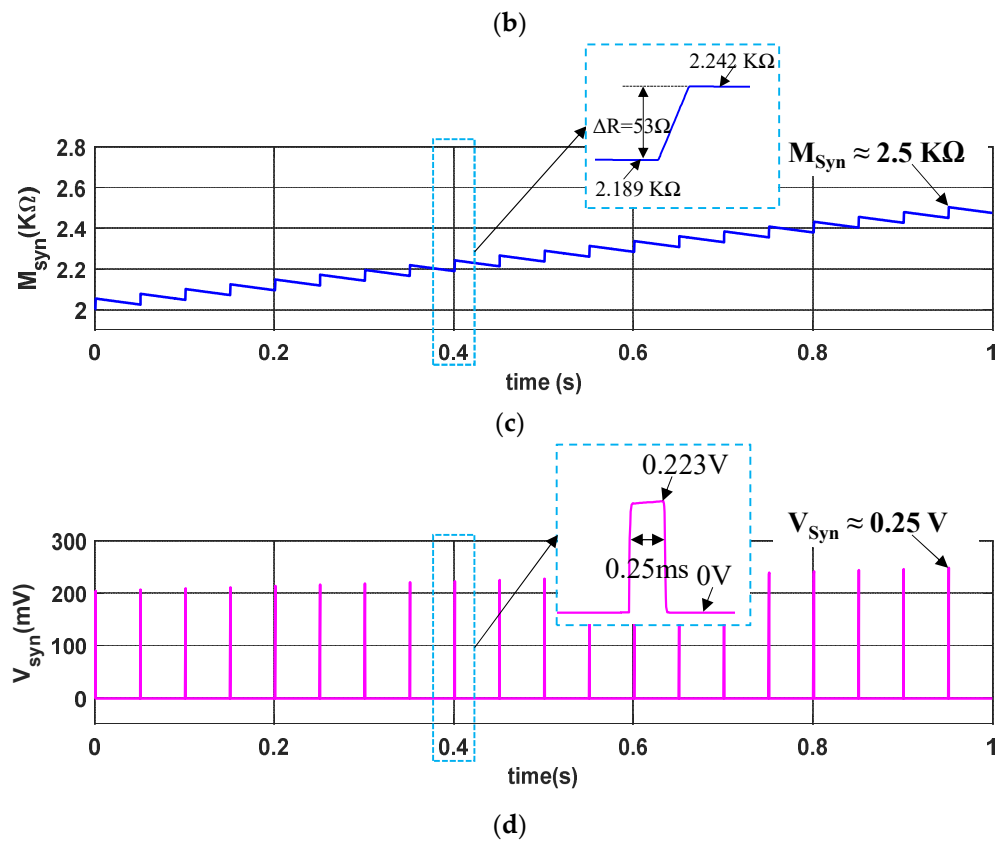 (b)
2.242 KΩ
ΔR=53Ω
2.189 KΩ
M_Syn ≈ 2.5 KΩ
2.8
2.6
2.4
2.2
2
M_syn(KΩ)
0 0.2 0.4 0.6 0.8 1
time (s)
(c)
0.223V
0.25ms
0V
V_Syn ≈ 0.25 V
300
200
100
0
V_syn(mV)
0 0.2 0.4 0.6 0.8 1
time(s)
(d)